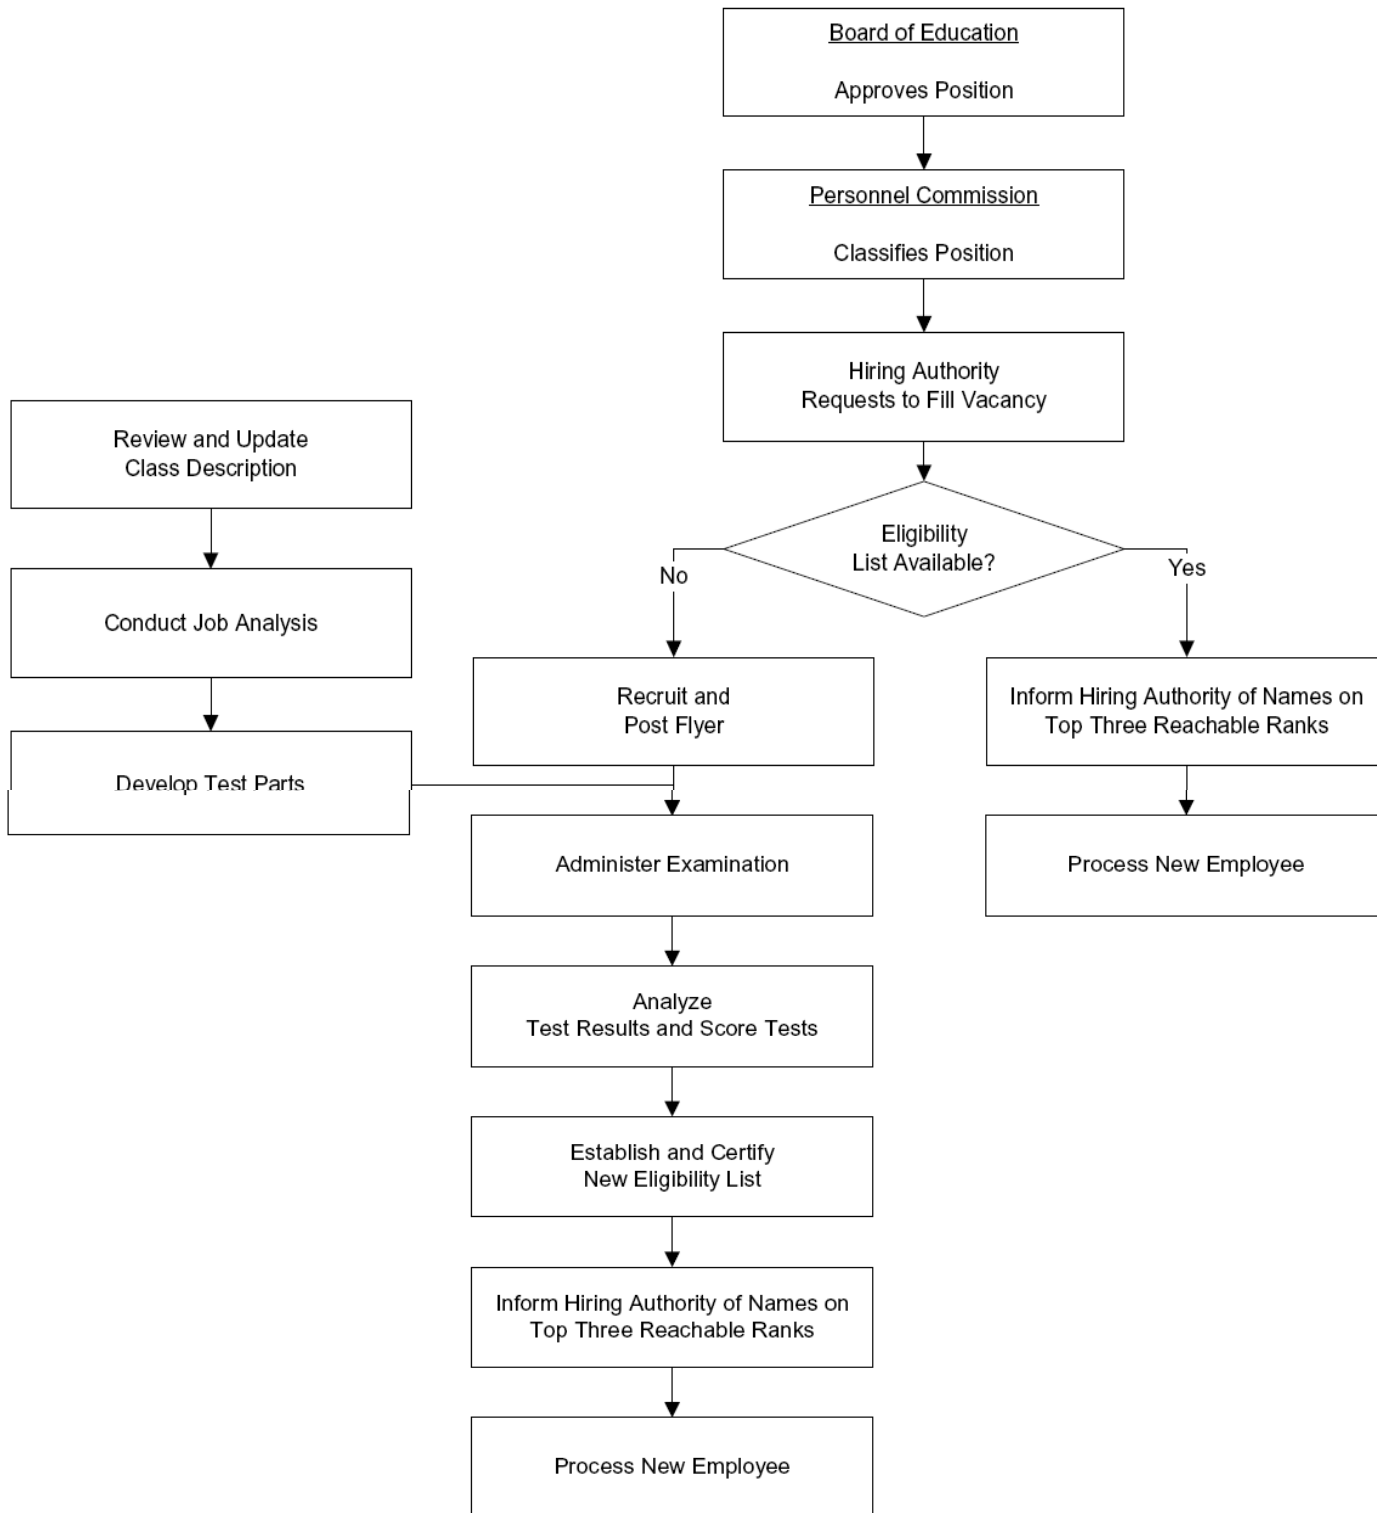 Board of Education
Approves Position
Personnel Commission
Classifies Position
Hiring Authority
Requests to Fill Vacancy
Review and Update
Class Description
Eligibility
List Available?
No
Yes
Conduct Job Analysis
Recruit and
Post Flyer
Inform Hiring Authority of Names on
Top Three Reachable Ranks
Develop Test Parts
Administer Examination
Process New Employee
Analyze
Test Results and Score Tests
Establish and Certify
New Eligibility List
Inform Hiring Authority of Names on
Top Three Reachable Ranks
Process New Employee